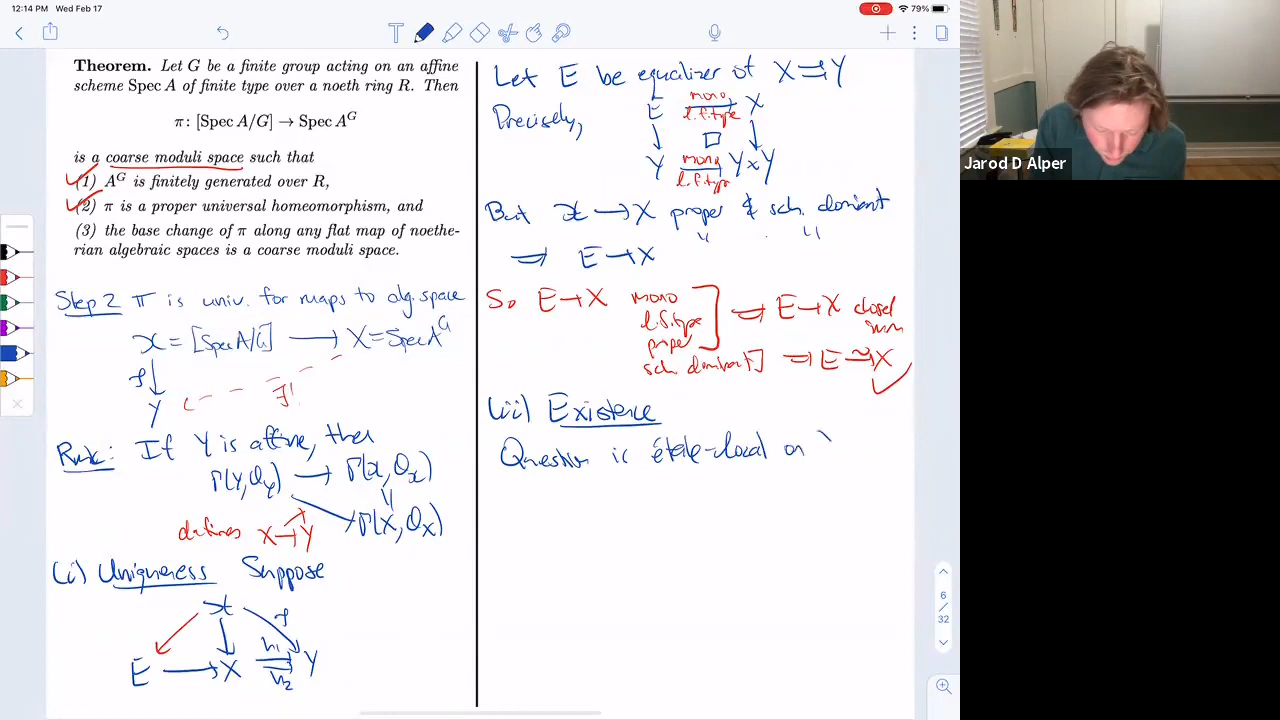 12:14 PM Wed Feb 17
79%
Theorem. Let G be a finite group acting on an affine
scheme Spec A of finite type over a noeth ring R. Then
π: [Spec A/G] → Spec A^G
is a coarse moduli space such that
(1) A^G is finitely generated over R,
(2) π is a proper universal homeomorphism, and
(3) the base change of π along any flat map of noethe-
rian algebraic spaces is a coarse moduli space.
Step 2 π is univ. for maps to alg. space
𝒳 = [Spec A/G] → X = Spec A^G
f ↓
Y ∃!
Rmk: If Y is affine, then
Γ(Y, O_Y) → Γ(𝒳, O_𝒳)
Γ(X, O_X)
defines X → Y
(i) Uniqueness Suppose
𝒳 f
E → X ⇉ Y
h1
h2
Let E be equalizer of X ⇉ Y
Precisely,
E mono l.f.type X
↓ □ ↓
Y mono l.f.type Y × Y
But 𝒳 → X proper & sch. dominant
⇒ E → X " "
So E → X mono
l.f.type
proper
⇒ E → X closed imm
sch. dominant] ⇒ E ≅ X
(ii) Existence
Question is étale-local on
Jarod D Alper
6
/
32